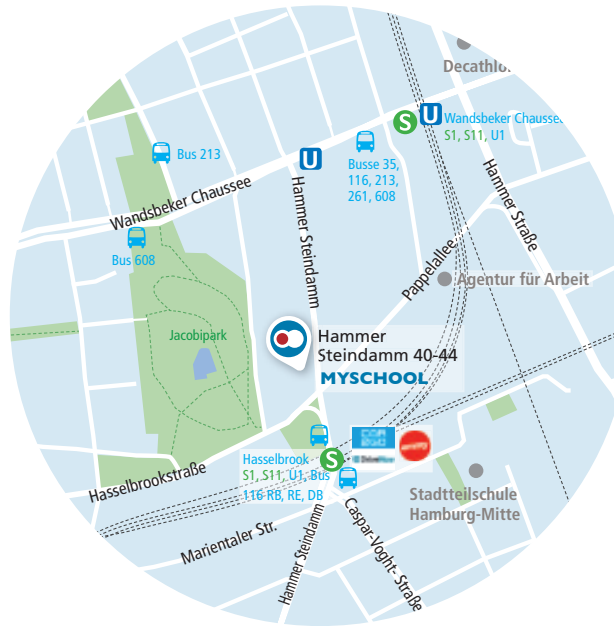 Decathlo
S
U
Wandsbeker Chaussee
S1, S11, U1
Bus 213
U
Busse 35,
116, 213,
261, 608
Hammer Straße
Wandsbeker Chaussee
Hammer Steindamm
Bus 608
Pappelallee
Agentur für Arbeit
Jacobipark
Hammer
Steindamm 40-44
MYSCHOOL
Hasselbrookstraße
Hasselbrook
S
S1, S11, U1, Bus
116 RB, RE, DB
DriveNow
Stadtteilschule
Hamburg-Mitte
Marientaler Str.
Hammer Steindamm
Caspar-Voght- Straße